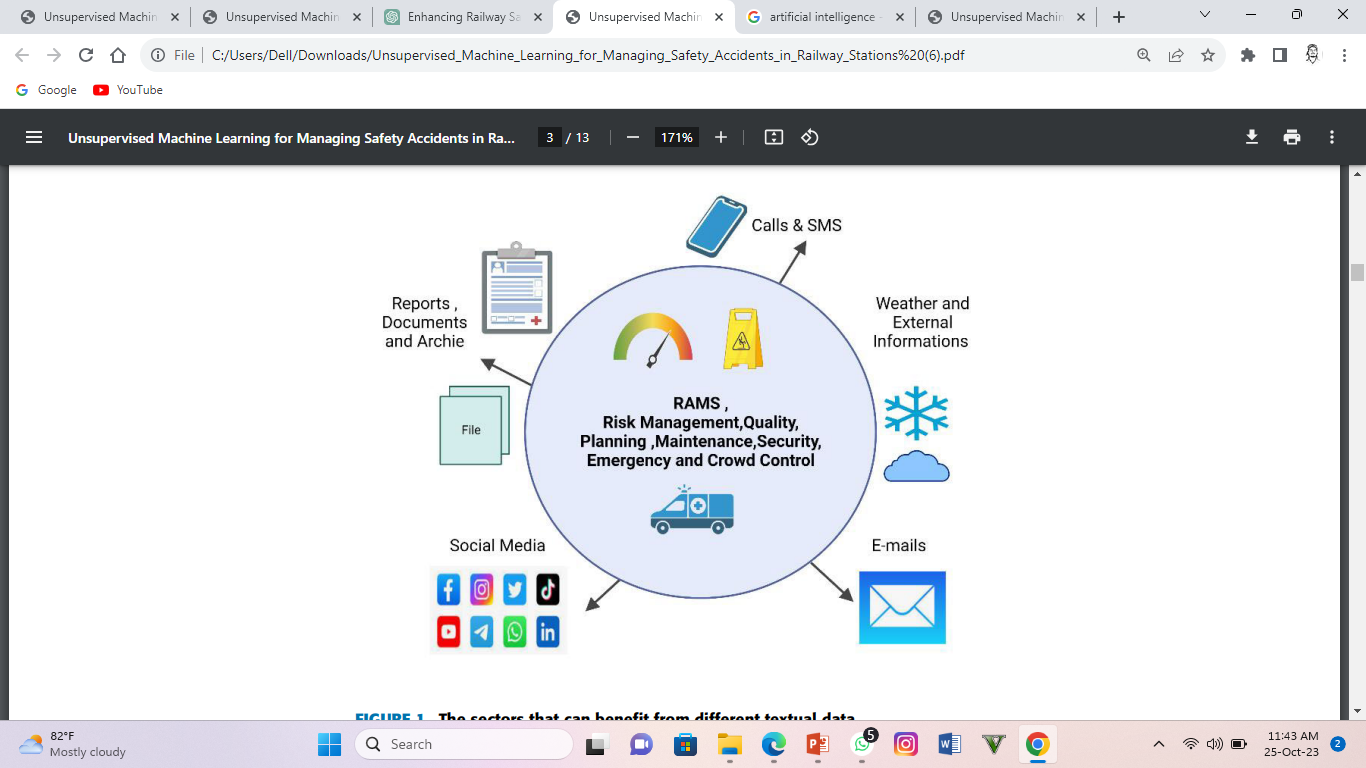 Unsupervised Machin
Unsupervised Machin
Enhancing Railway Sa
Unsupervised Machin
artificial intelligence -
Unsupervised Machin
File
C:/Users/Dell/Downloads/Unsupervised_Machine_Learning_for_Managing_Safety_Accidents_in_Railway_Stations%20(6).pdf
Google
YouTube
Unsupervised Machine Learning for Managing Safety Accidents in Ra...
3 / 13
171%
Calls & SMS
Reports ,
Documents
and Archie
Weather and
External
Informations
File
RAMS ,
Risk Management,Quality,
Planning ,Maintenance,Security,
Emergency and Crowd Control
Social Media
E-mails
FIGURE 1. The sectors that can benefit from different textual data
82°F
Mostly cloudy
Search
5
11:43 AM
25-Oct-23
2